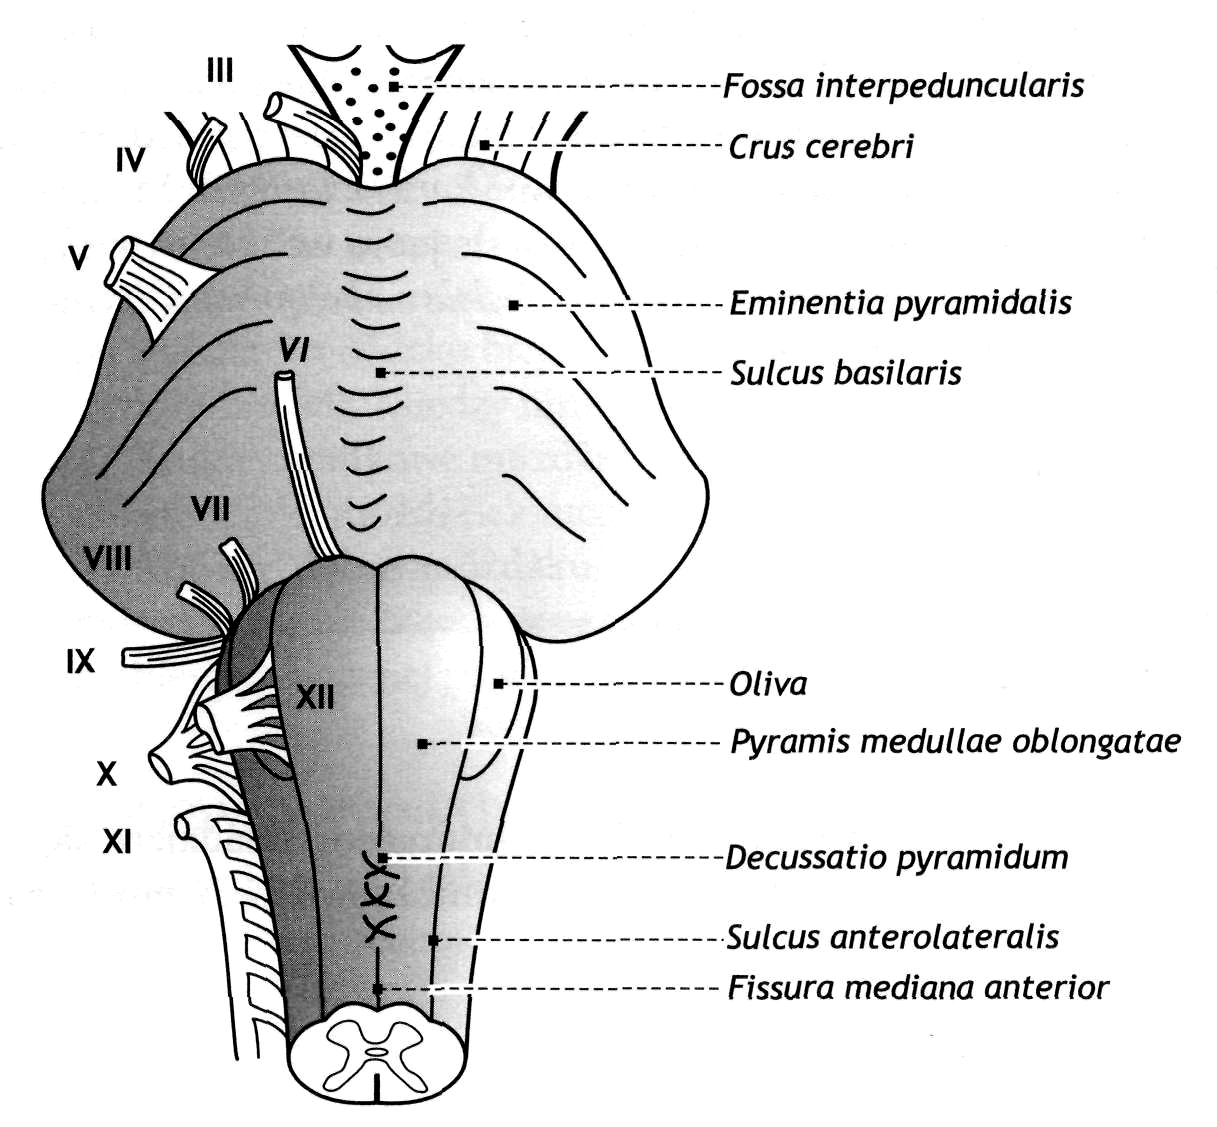 III
Fossa interpeduncularis
Crus cerebri
IV
V
Eminentia pyramidalis
VI
Sulcus basilaris
VII
VIII
IX
XII
Oliva
Pyramis medullae oblongatae
X
XI
Decussatio pyramidum
Sulcus anterolateralis
Fissura mediana anterior